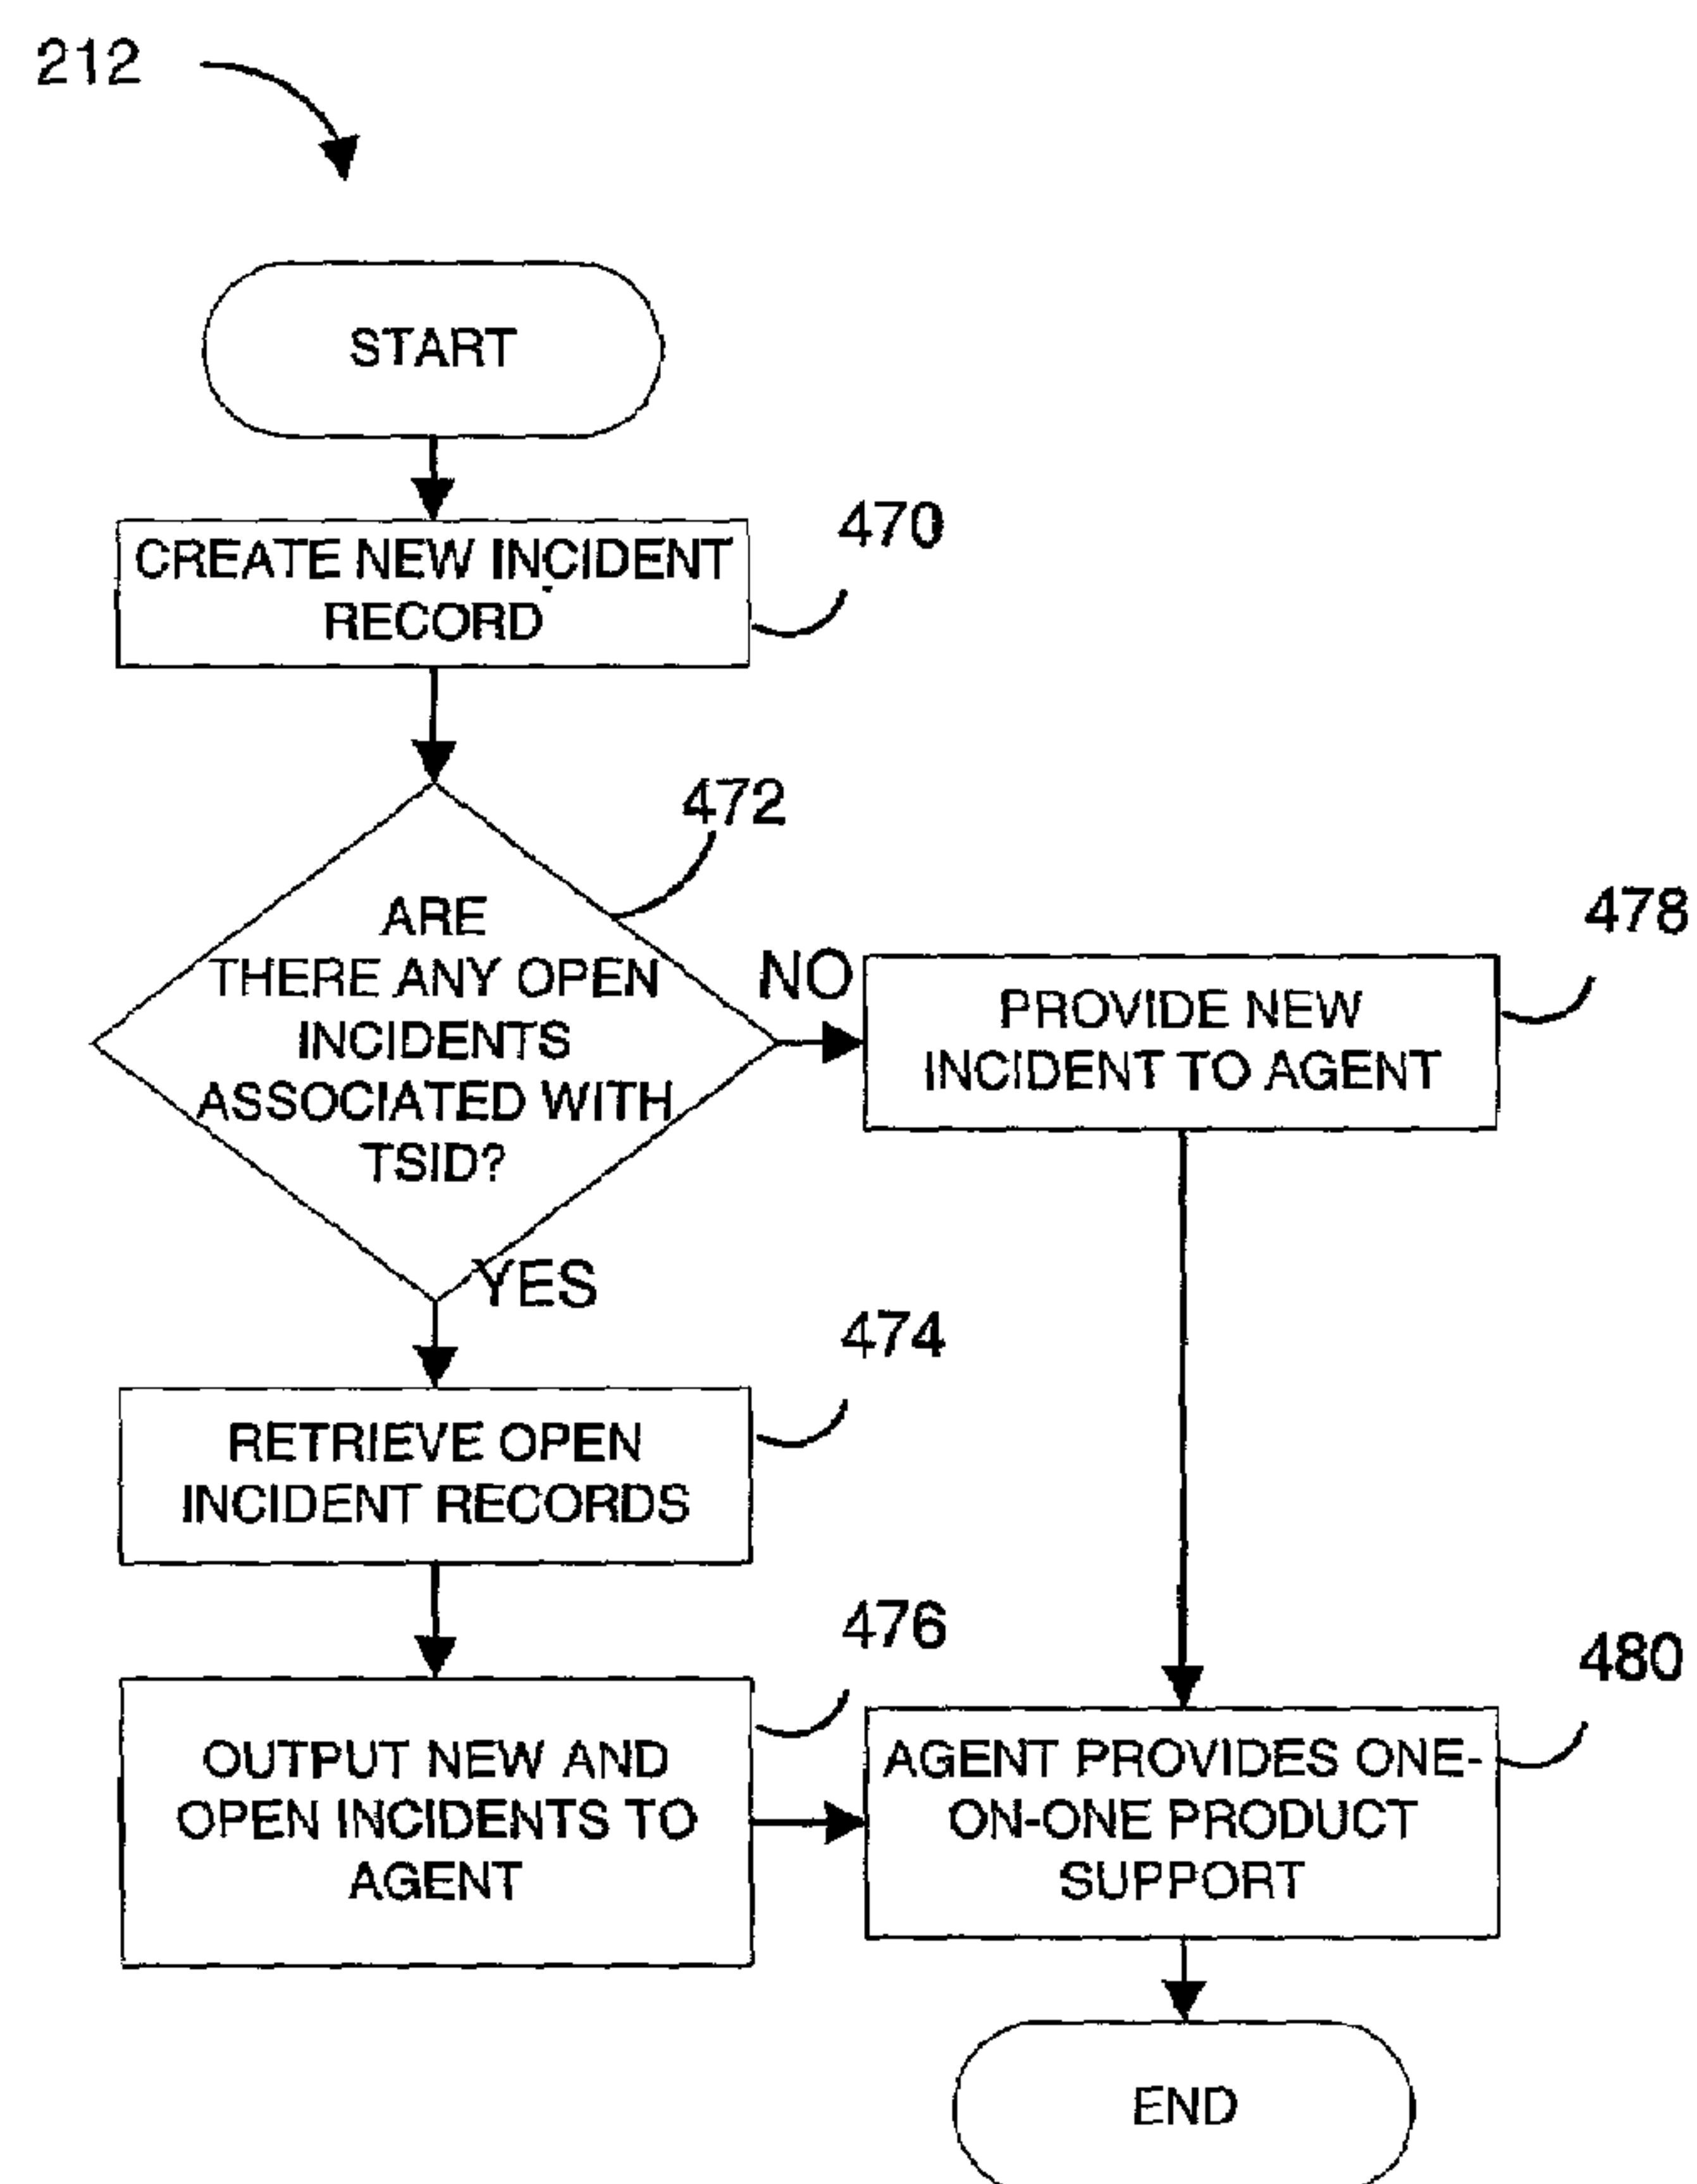 212
START
CREATE NEW INCIDENT
RECORD
470
472
ARE
THERE ANY OPEN
INCIDENTS
ASSOCIATED WITH
TSID?
NO
478
PROVIDE NEW
INCIDENT TO AGENT
YES
474
RETRIEVE OPEN
INCIDENT RECORDS
476
OUTPUT NEW AND
OPEN INCIDENTS TO
AGENT
480
AGENT PROVIDES ONE-
ON-ONE PRODUCT
SUPPORT
END